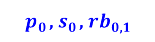 p₀, s₀, rb₀,₁